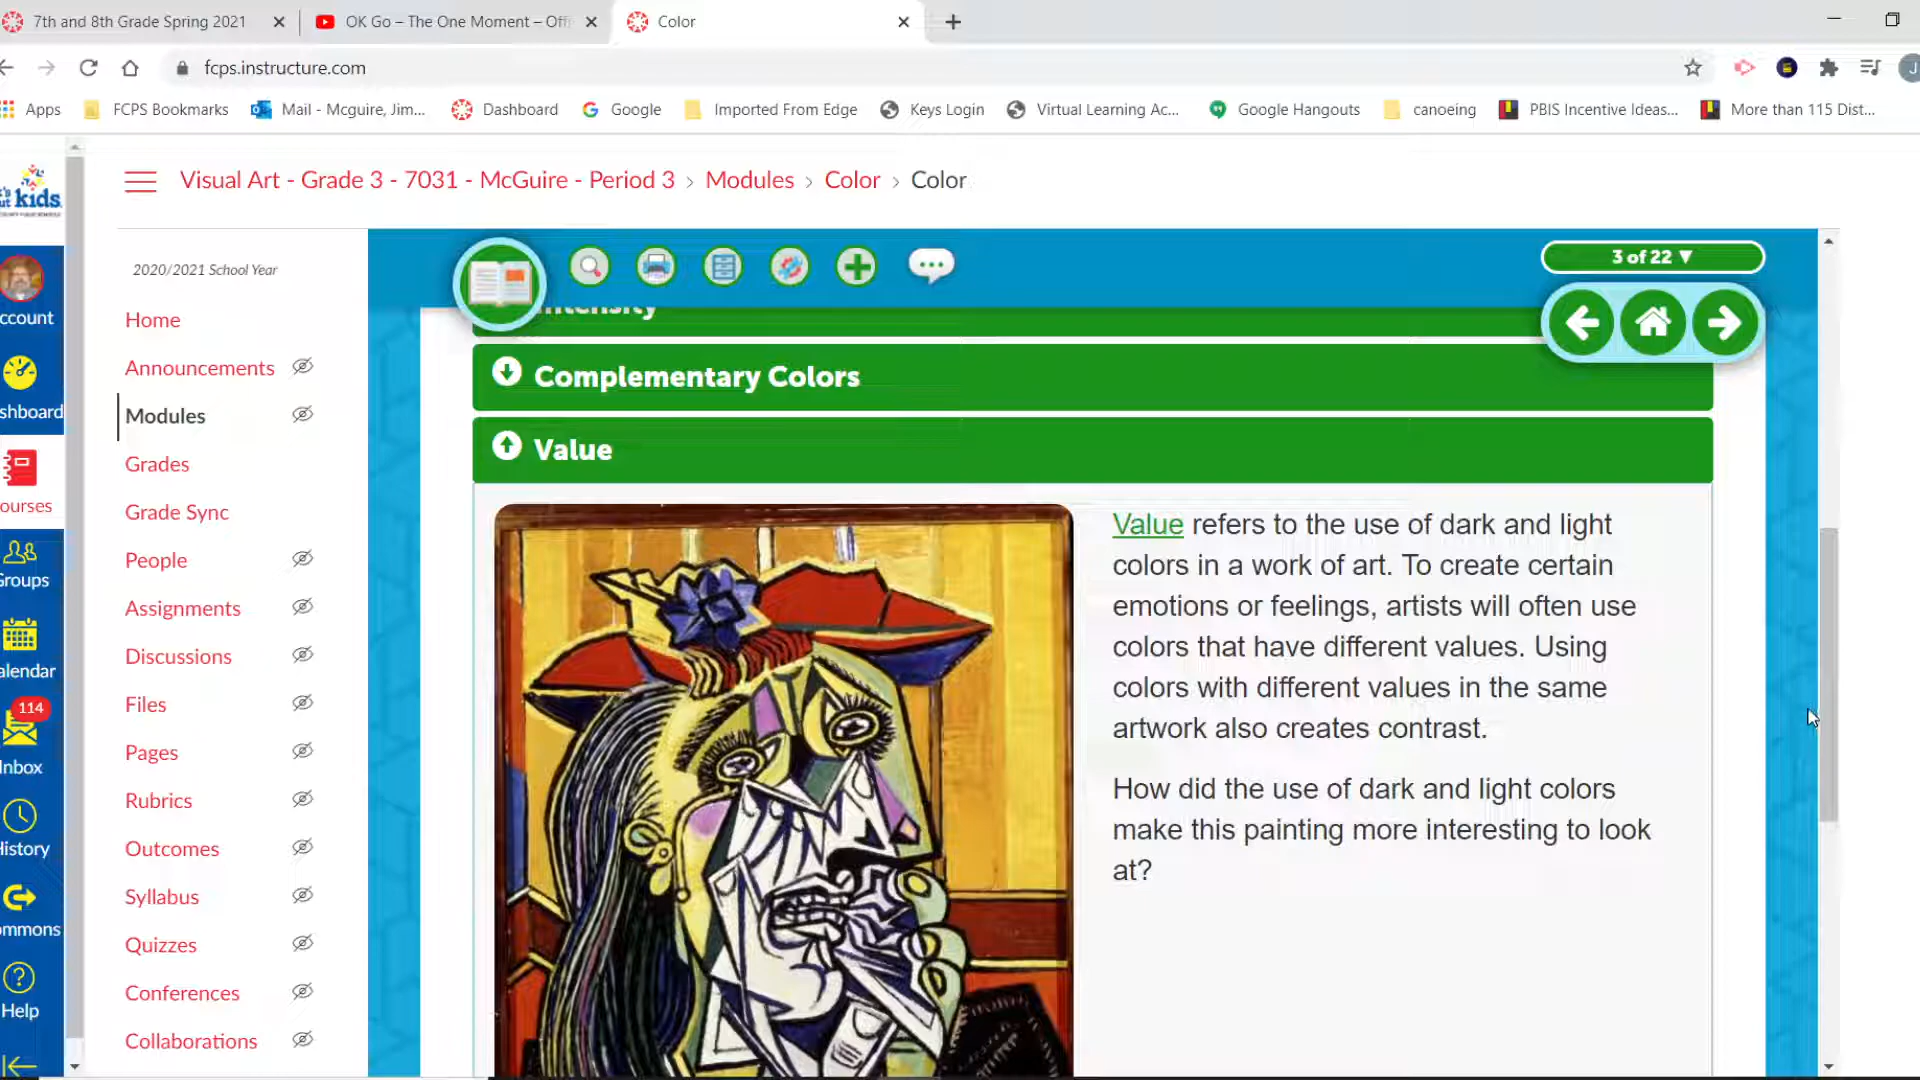 7th and 8th Grade Spring 2021
OK Go – The One Moment – Offi
Color
fcps.instructure.com
Apps
FCPS Bookmarks
Mail - Mcguire, Jim...
Dashboard
Google
Imported From Edge
Keys Login
Virtual Learning Ac...
Google Hangouts
canoeing
PBIS Incentive Ideas...
More than 115 Dist...
J
Visual Art - Grade 3 - 7031 - McGuire - Period 3 › Modules › Color › Color
kids
2020/2021 School Year
Home
Announcements
Modules
Grades
Grade Sync
People
Assignments
Discussions
Files
Pages
Rubrics
Outcomes
Syllabus
Quizzes
Conferences
Collaborations
ccount
shboard
ourses
Groups
alendar
114
Inbox
History
ommons
Help
3 of 22 ▼
Intensity
Complementary Colors
Value
Value refers to the use of dark and light
colors in a work of art. To create certain
emotions or feelings, artists will often use
colors that have different values. Using
colors with different values in the same
artwork also creates contrast.
How did the use of dark and light colors
make this painting more interesting to look
at?